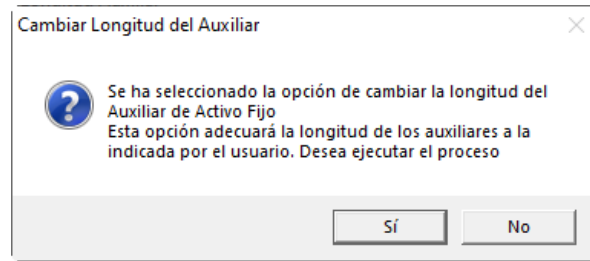 Cambiar Longitud del Auxiliar
Se ha seleccionado la opción de cambiar la longitud del
Auxiliar de Activo Fijo
Esta opción adecuará la longitud de los auxiliares a la
indicada por el usuario. Desea ejecutar el proceso
Sí
No